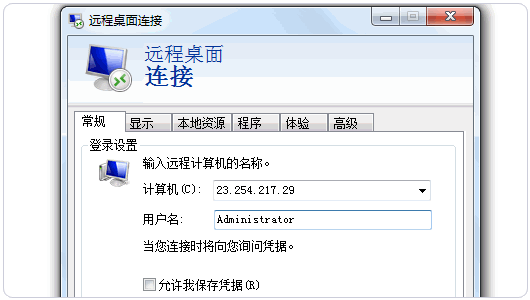 远程桌面连接
远程桌面
连接
常规 显示 本地资源 程序 体验 高级
登录设置
输入远程计算机的名称。
计算机(C): 23.254.217.29
用户名: Administrator
当您连接时将向您询问凭据。
允许我保存凭据(R)